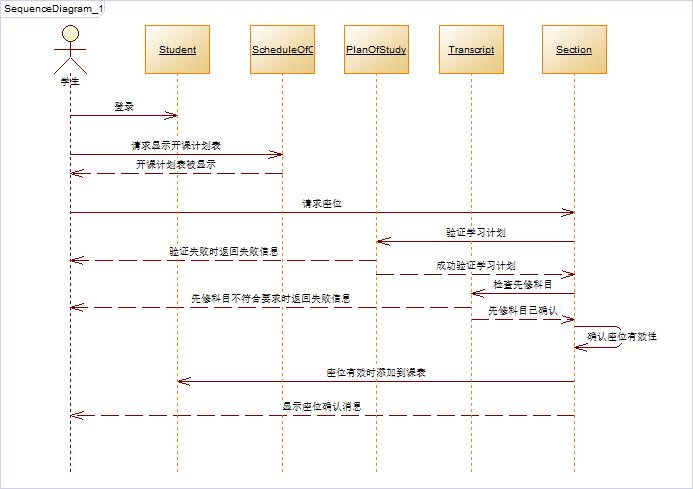 SequenceDiagram_1
Student
ScheduleOfC
PlanOfStudy
Transcript
Section
学生
登录
请求显示开课计划表
开课计划表被显示
请求座位
验证学习计划
验证失败时返回失败信息
成功验证学习计划
检查先修科目
先修科目不符合要求时返回失败信息
先修科目已确认
确认座位有效性
座位有效时添加到课表
显示座位确认消息